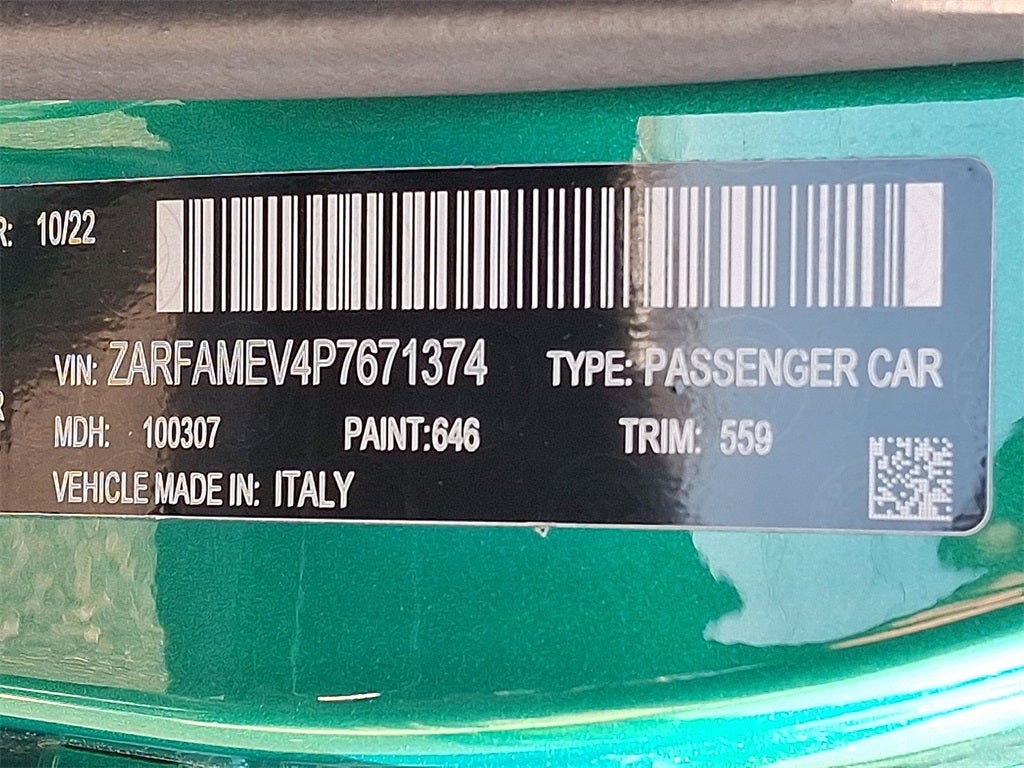 R: 10/22
VIN: ZARFAMEV4P7671374 TYPE: PASSENGER CAR
R
MDH: 100307 PAINT:646 TRIM: 559
VEHICLE MADE IN: ITALY